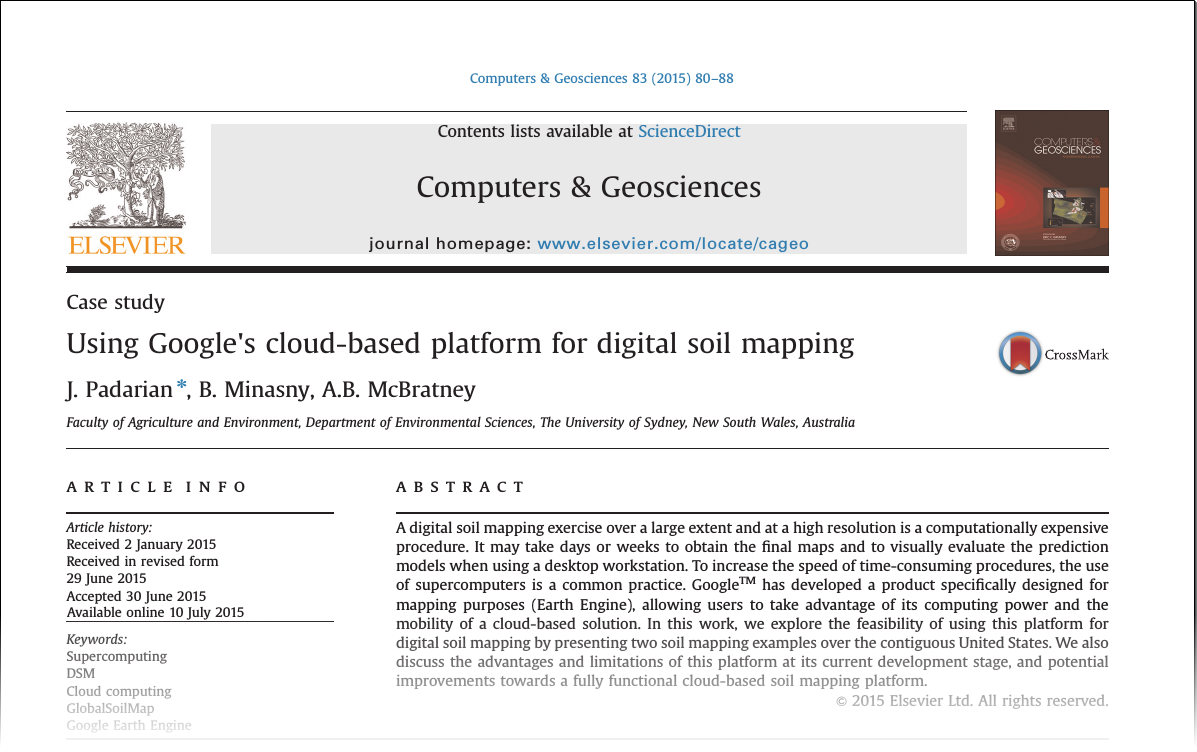 Computers & Geosciences 83 (2015) 80–88
Contents lists available at ScienceDirect
Computers & Geosciences
journal homepage: www.elsevier.com/locate/cageo
ELSEVIER
COMPUTERS &
GEOSCIENCES
Case study
Using Google's cloud-based platform for digital soil mapping
CrossMark
J. Padarian *, B. Minasny, A.B. McBratney
Faculty of Agriculture and Environment, Department of Environmental Sciences, The University of Sydney, New South Wales, Australia
ARTICLE INFO
Article history:
Received 2 January 2015
Received in revised form
29 June 2015
Accepted 30 June 2015
Available online 10 July 2015
Keywords:
Supercomputing
DSM
Cloud computing
GlobalSoilMap
Google Earth Engine
ABSTRACT
A digital soil mapping exercise over a large extent and at a high resolution is a computationally expensive
procedure. It may take days or weeks to obtain the final maps and to visually evaluate the prediction
models when using a desktop workstation. To increase the speed of time-consuming procedures, the use
of supercomputers is a common practice. Google™ has developed a product specifically designed for
mapping purposes (Earth Engine), allowing users to take advantage of its computing power and the
mobility of a cloud-based solution. In this work, we explore the feasibility of using this platform for
digital soil mapping by presenting two soil mapping examples over the contiguous United States. We also
discuss the advantages and limitations of this platform at its current development stage, and potential
improvements towards a fully functional cloud-based soil mapping platform.
© 2015 Elsevier Ltd. All rights reserved.